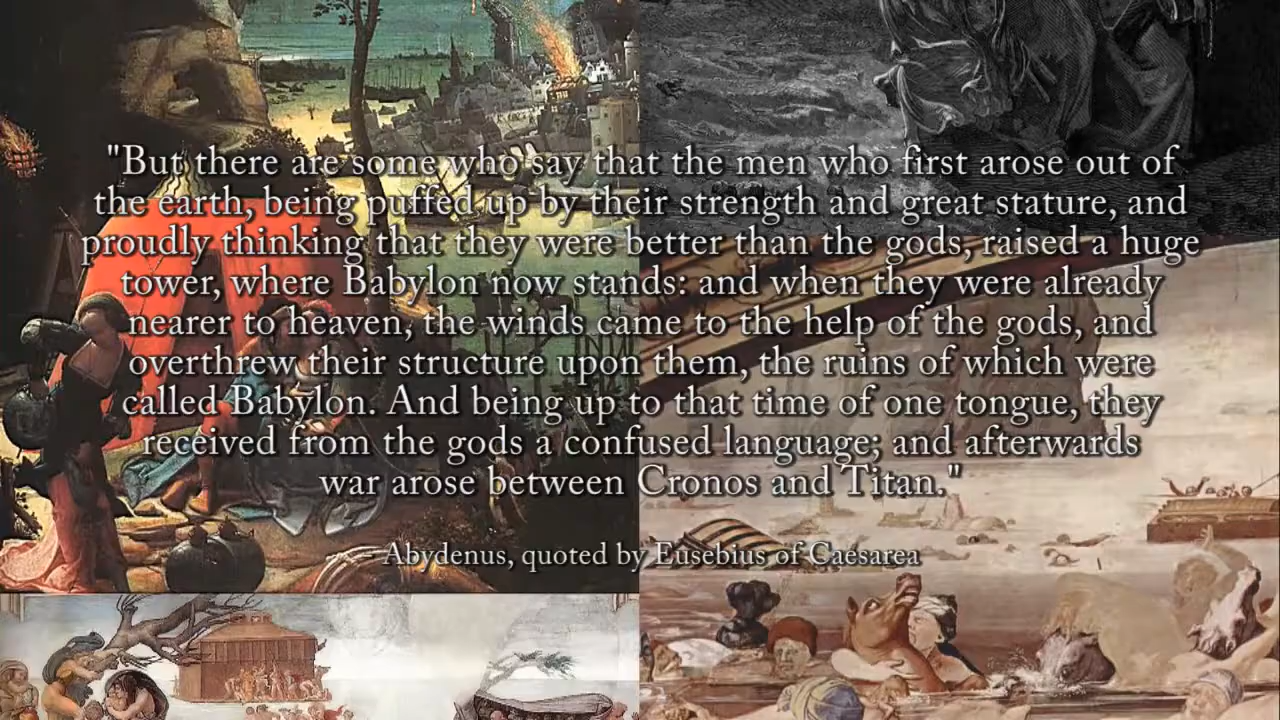 "But there are some who say that the men who first arose out of
the earth, being puffed up by their strength and great stature, and
proudly thinking that they were better than the gods, raised a huge
tower, where Babylon now stands: and when they were already
nearer to heaven, the winds came to the help of the gods, and
overthrew their structure upon them, the ruins of which were
called Babylon. And being up to that time of one tongue, they
received from the gods a confused language; and afterwards
war arose between Cronos and Titan."
- Abydenus, quoted by Eusebius of Caesarea